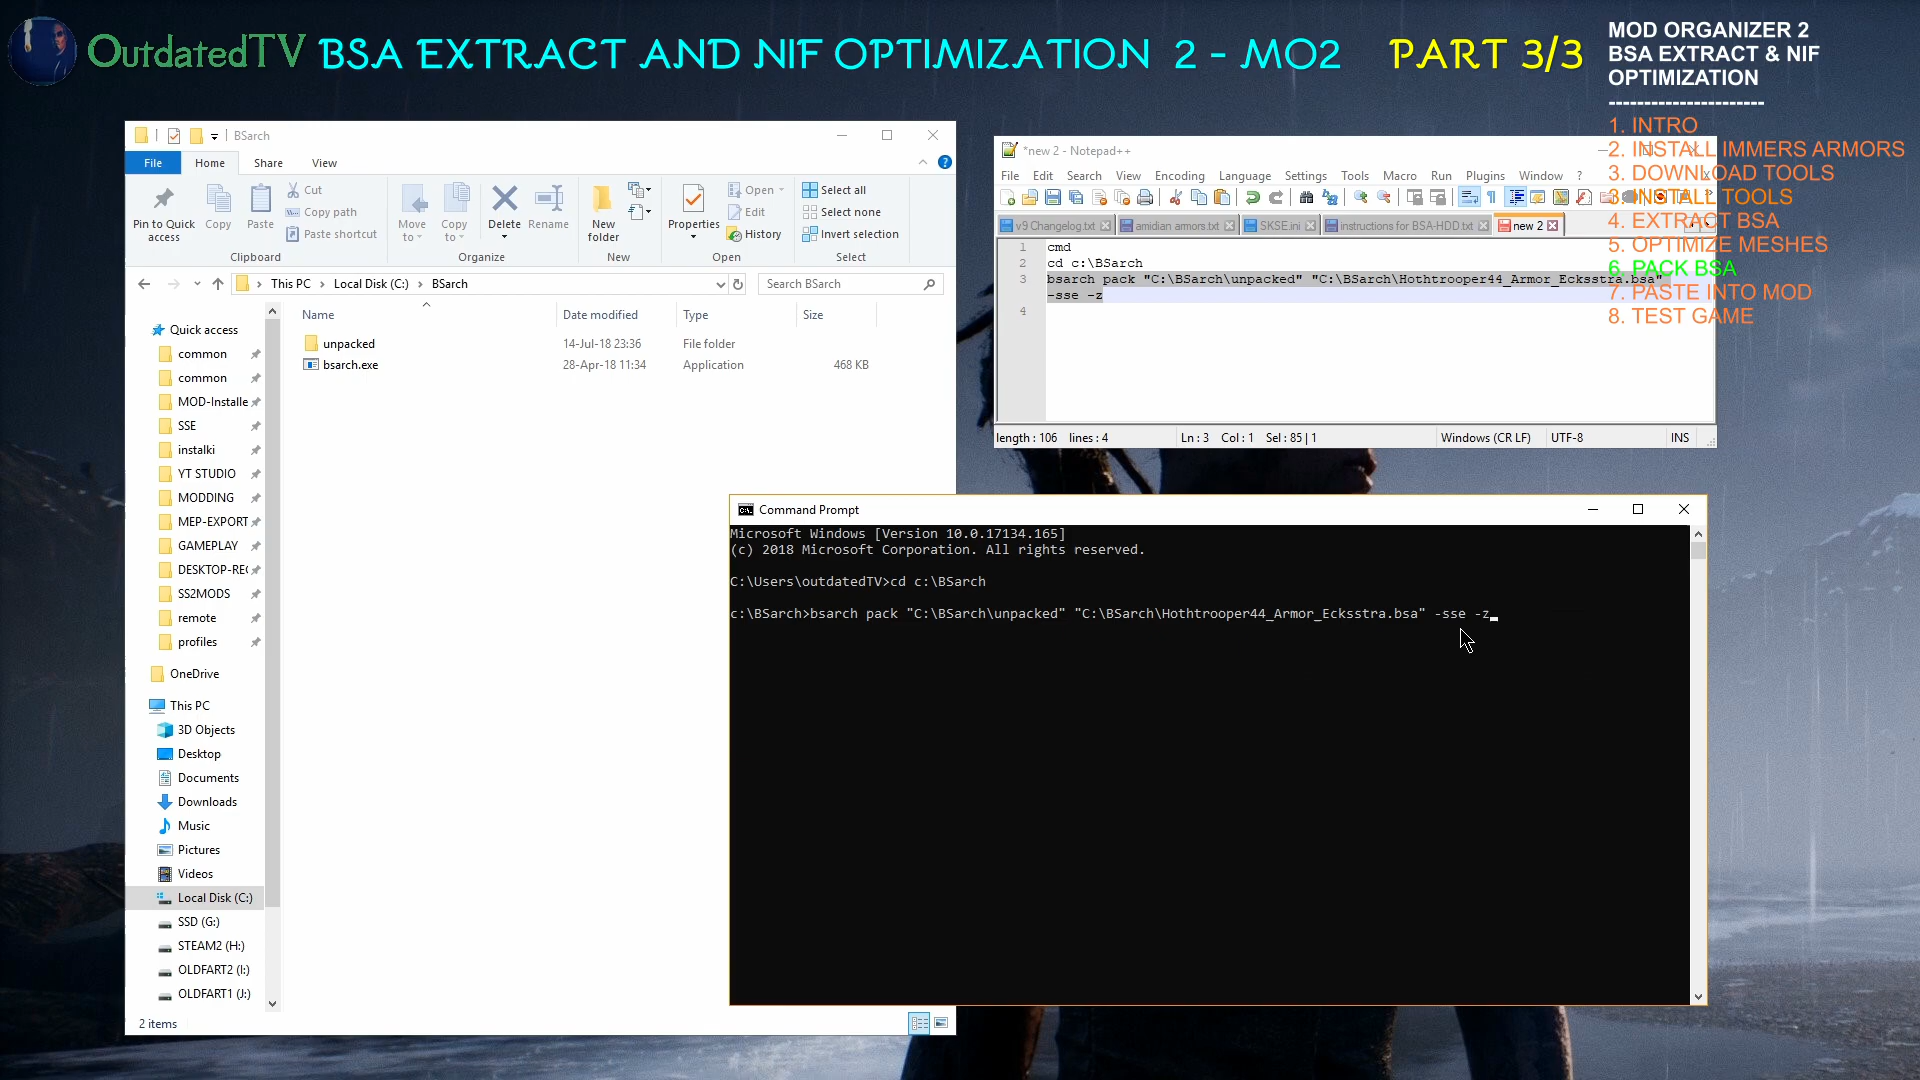 OutdatedTV BSA EXTRACT AND NIF OPTIMIZATION 2 - MO2 PART 3/3
MOD ORGANIZER 2
BSA EXTRACT & NIF
OPTIMIZATION
----------------------
1. INTRO
2. INSTALL IMMERS ARMORS
3. DOWNLOAD TOOLS
3. INSTALL TOOLS
4. EXTRACT BSA
5. OPTIMIZE MESHES
6. PACK BSA
7. PASTE INTO MOD
8. TEST GAME
BSarch
File Home Share View
Pin to Quick access
Copy
Paste
Cut
Copy path
Paste shortcut
Clipboard
Move to
Copy to
Delete
Rename
Organize
New folder
New
Properties
Open
Edit
History
Open
Select all
Select none
Invert selection
Select
This PC > Local Disk (C:) > BSarch
Search BSarch
Name Date modified Type Size
unpacked 14-Jul-18 23:36 File folder
bsarch.exe 28-Apr-18 11:34 Application 468 KB
Quick access
common
common
MOD-Installe
SSE
instalki
YT STUDIO
MODDING
MEP-EXPORT
GAMEPLAY
DESKTOP-REC
SS2MODS
remote
profiles
OneDrive
This PC
3D Objects
Desktop
Documents
Downloads
Music
Pictures
Videos
Local Disk (C:)
SSD (G:)
STEAM2 (H:)
OLDFART2 (I:)
OLDFART1 (J:)
2 items
*new 2 - Notepad++
File Edit Search View Encoding Language Settings Tools Macro Run Plugins Window ?
v9 Changelog.txt amidian armors.txt SKSE.ini instructions for BSA-HDD.txt new 2
1 cmd
2 cd c:\BSarch
3 bsarch pack "C:\BSarch\unpacked" "C:\BSarch\Hothtrooper44_Armor_Ecksstra.bsa"
-sse -z
4
length : 106 lines : 4 Ln : 3 Col : 1 Sel : 85 | 1 Windows (CR LF) UTF-8 INS
Command Prompt
Microsoft Windows [Version 10.0.17134.165]
(c) 2018 Microsoft Corporation. All rights reserved.
C:\Users\outdatedTV>cd c:\BSarch
c:\BSarch>bsarch pack "C:\BSarch\unpacked" "C:\BSarch\Hothtrooper44_Armor_Ecksstra.bsa" -sse -z